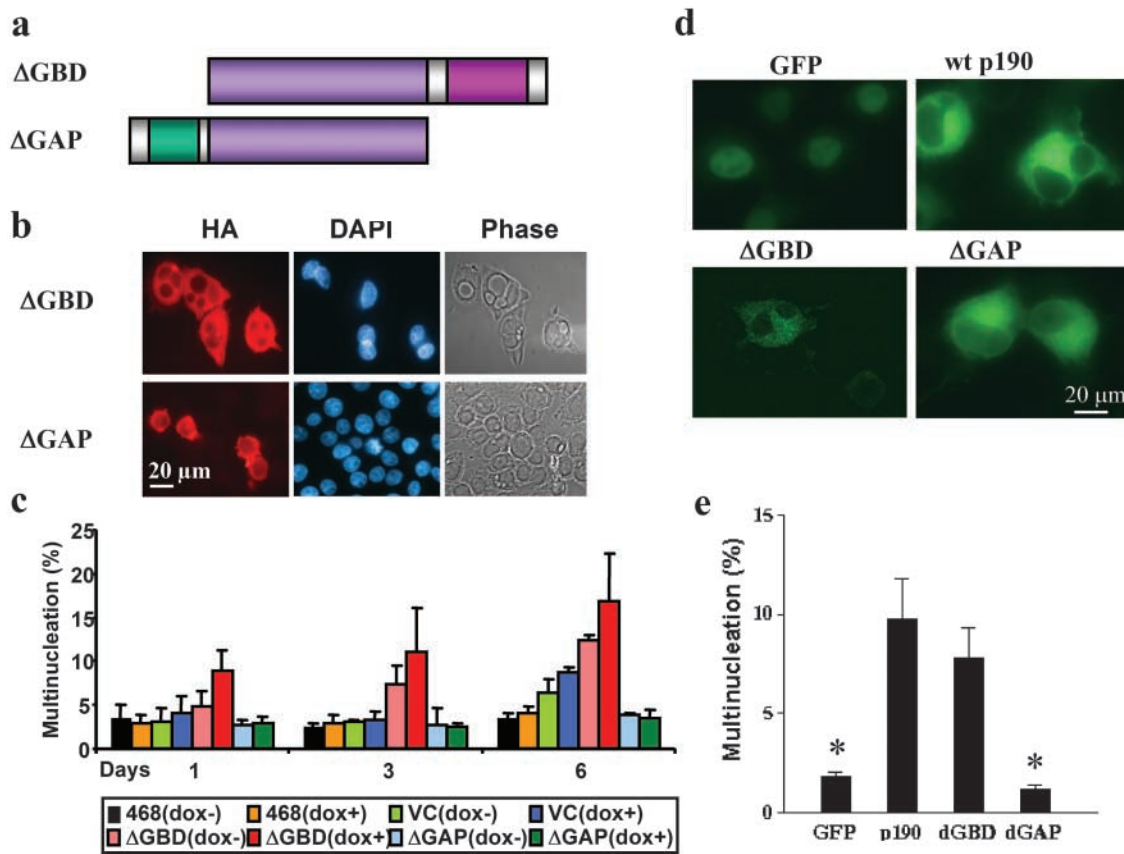 a
ΔGBD
ΔGAP
b
HA DAPI Phase
ΔGBD
ΔGAP
20 μm
c
Multinucleation (%)
25
20
15
10
5
0
Days 1 3 6
468(dox-) 468(dox+) VC(dox-) VC(dox+)
ΔGBD(dox-) ΔGBD(dox+) ΔGAP(dox-) ΔGAP(dox+)
d
GFP wt p190
ΔGBD ΔGAP
20 μm
e
Multinucleation (%)
15
10
5
0
* *
GFP p190 dGBD dGAP